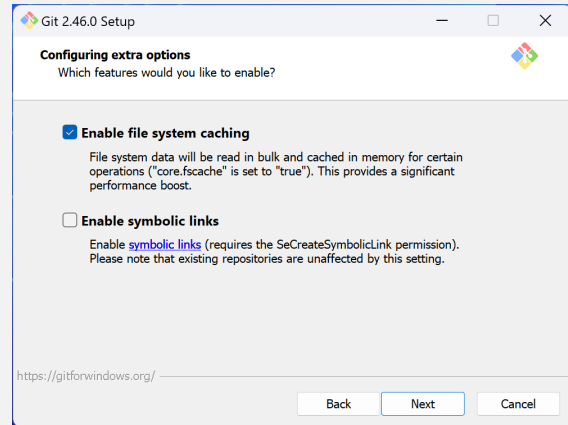 Git 2.46.0 Setup
Configuring extra options
Which features would you like to enable?
Enable file system caching
File system data will be read in bulk and cached in memory for certain
operations ("core.fscache" is set to "true"). This provides a significant
performance boost.
Enable symbolic links
Enable symbolic links (requires the SeCreateSymbolicLink permission).
Please note that existing repositories are unaffected by this setting.
https://gitforwindows.org/
Back Next Cancel